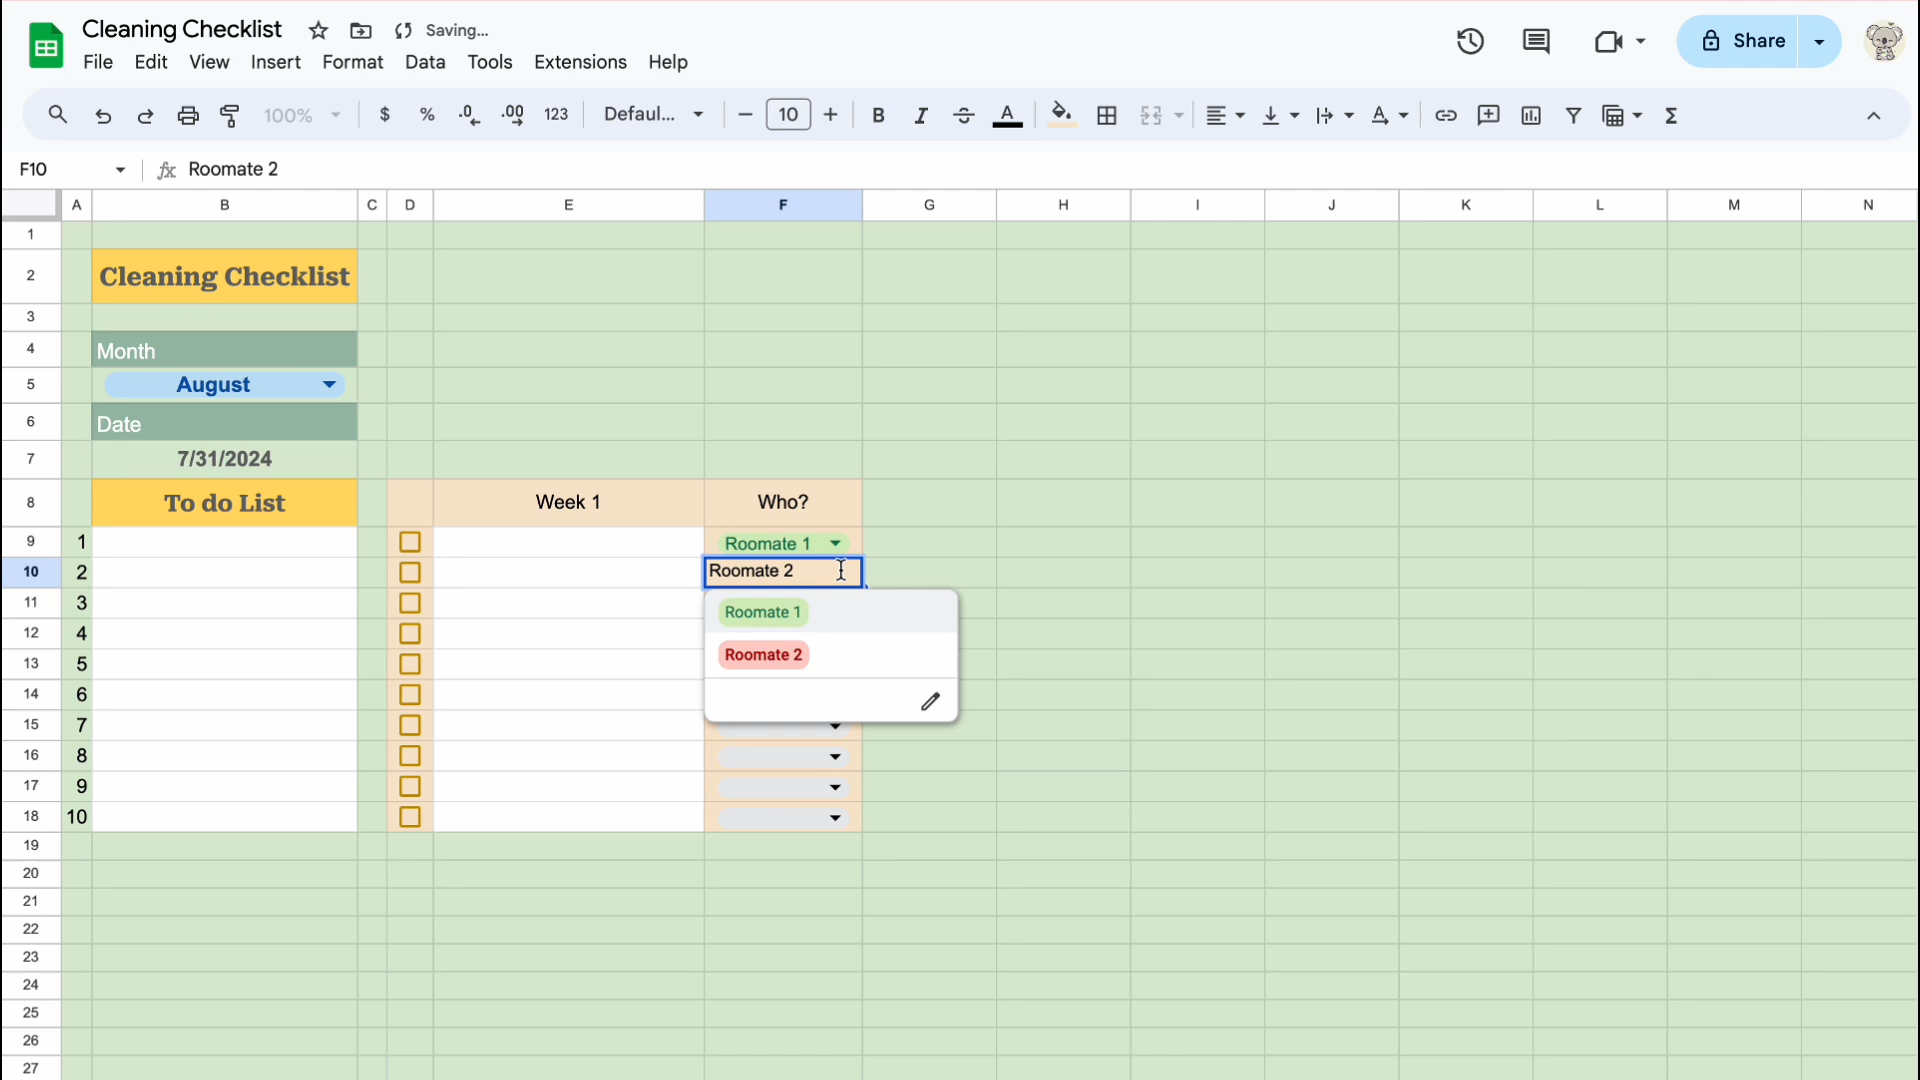 Cleaning Checklist Saving...
File Edit View Insert Format Data Tools Extensions Help
Share
100% $ % .0 .00 123 Defaul... 10 B I S A Σ
F10 fx Roomate 2
A B C D E F G H I J K L M N
1
2 Cleaning Checklist
3
4 Month
5 August
6 Date
7 7/31/2024
8 To do List Week 1 Who?
9 1 Roomate 1
10 2 Roomate 2
11 3 Roomate 1
12 4
13 5 Roomate 2
14 6
15 7
16 8
17 9
18 10
19
20
21
22
23
24
25
26
27